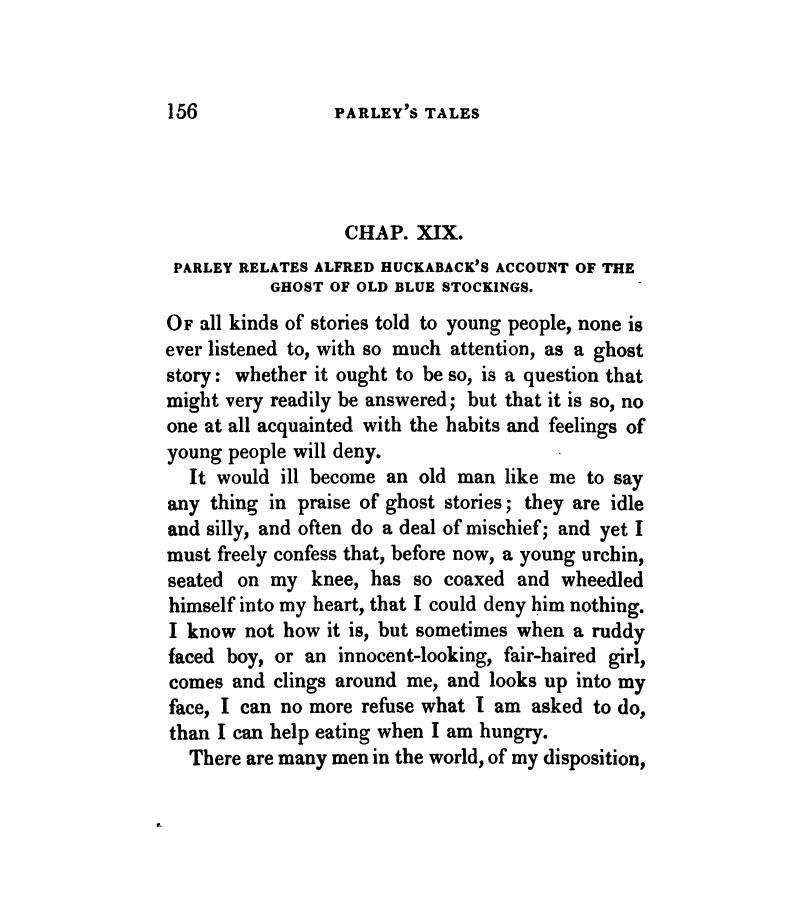 156 PARLEY'S TALES
CHAP. XIX.
PARLEY RELATES ALFRED HUCKABACK'S ACCOUNT OF THE
GHOST OF OLD BLUE STOCKINGS.
OF all kinds of stories told to young people, none is
ever listened to, with so much attention, as a ghost
story: whether it ought to be so, is a question that
might very readily be answered; but that it is so, no
one at all acquainted with the habits and feelings of
young people will deny.
It would ill become an old man like me to say
any thing in praise of ghost stories; they are idle
and silly, and often do a deal of mischief; and yet I
must freely confess that, before now, a young urchin,
seated on my knee, has so coaxed and wheedled
himself into my heart, that I could deny him nothing.
I know not how it is, but sometimes when a ruddy
faced boy, or an innocent-looking, fair-haired girl,
comes and clings around me, and looks up into my
face, I can no more refuse what I am asked to do,
than I can help eating when I am hungry.
There are many men in the world, of my disposition,